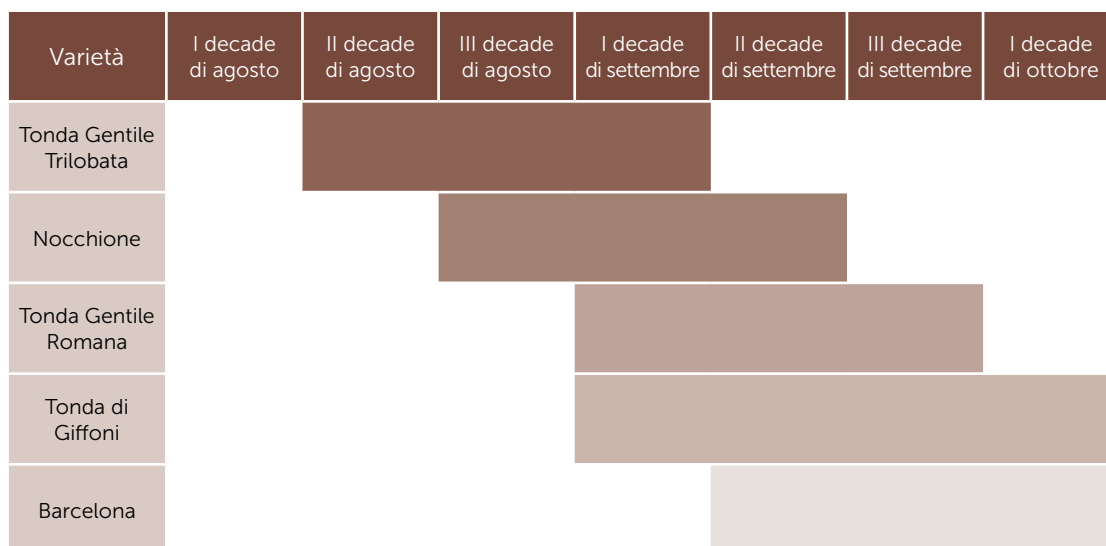 Varietà
I decade
di agosto
II decade
di agosto
III decade
di agosto
I decade
di settembre
II decade
di settembre
III decade
di settembre
I decade
di ottobre
Tonda Gentile
Trilobata
Nocchione
Tonda Gentile
Romana
Tonda di
Giffoni
Barcelona